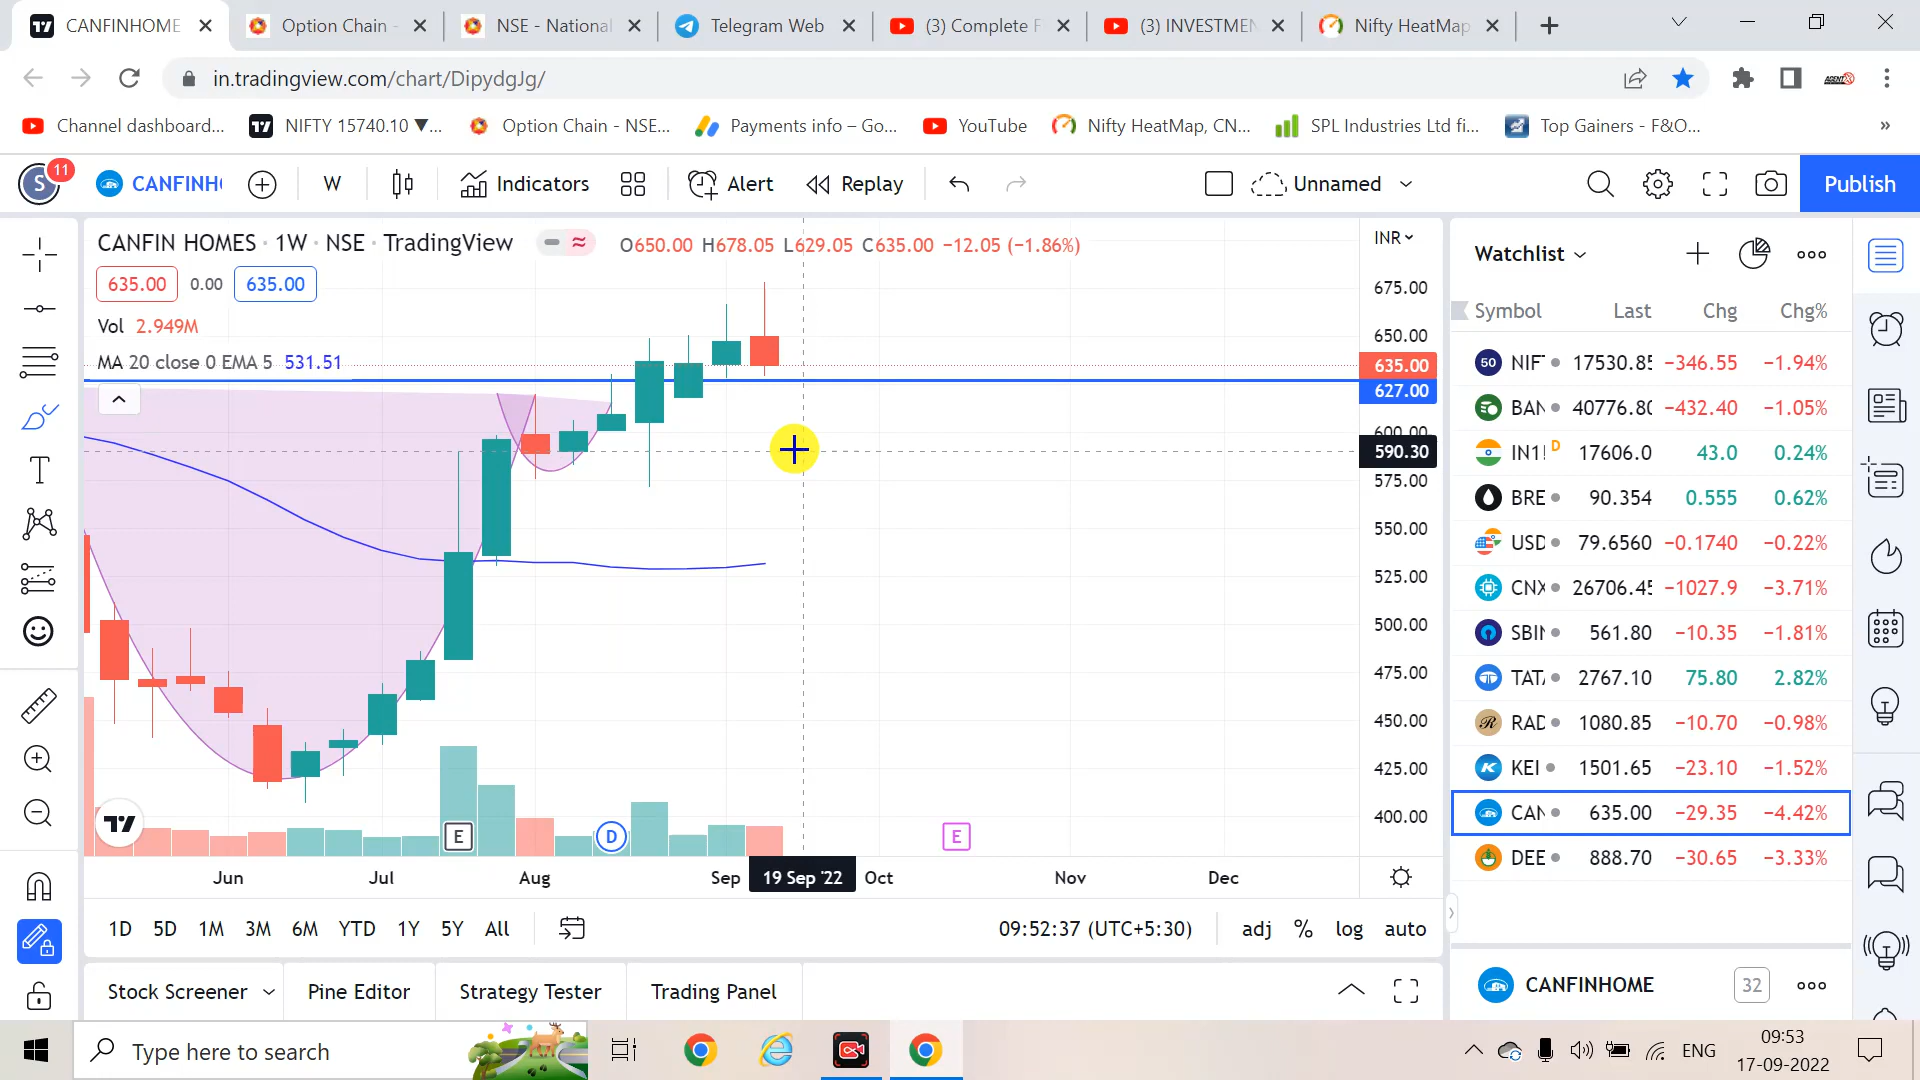 CANFINHOME
Option Chain -
NSE - National
Telegram Web
(3) Complete F
(3) INVESTMEN
Nifty HeatMap
in.tradingview.com/chart/DipydgJg/
Channel dashboard...
NIFTY 15740.10 ▼...
Option Chain - NSE...
Payments info – Go...
YouTube
Nifty HeatMap, CN...
SPL Industries Ltd fi...
Top Gainers - F&O...
»
S 11
CANFINH
W
Indicators
Alert
Replay
Unnamed
Publish
CANFIN HOMES · 1W · NSE · TradingView
O650.00 H678.05 L629.05 C635.00 −12.05 (−1.86%)
INR
635.00 0.00 635.00
Vol 2.949M
MA 20 close 0 EMA 5 531.51
675.00
650.00
635.00
627.00
600.00
590.30
575.00
550.00
525.00
500.00
475.00
450.00
425.00
400.00
E
D
E
Jun Jul Aug Sep 19 Sep '22 Oct Nov Dec
1D 5D 1M 3M 6M YTD 1Y 5Y All
09:52:37 (UTC+5:30)
adj % log auto
Stock Screener
Pine Editor
Strategy Tester
Trading Panel
Watchlist
Symbol Last Chg Chg%
50 NIF 17530.85 −346.55 −1.94%
BAN 40776.80 −432.40 −1.05%
IN1! D 17606.0 43.0 0.24%
BRE 90.354 0.555 0.62%
USD 79.6560 −0.1740 −0.22%
CNX 26706.45 −1027.9 −3.71%
SBIN 561.80 −10.35 −1.81%
TATA 2767.10 75.80 2.82%
RAD 1080.85 −10.70 −0.98%
KEI 1501.65 −23.10 −1.52%
CAN 635.00 −29.35 −4.42%
DEE 888.70 −30.65 −3.33%
CANFINHOME 32
Type here to search
ENG
09:53
17-09-2022